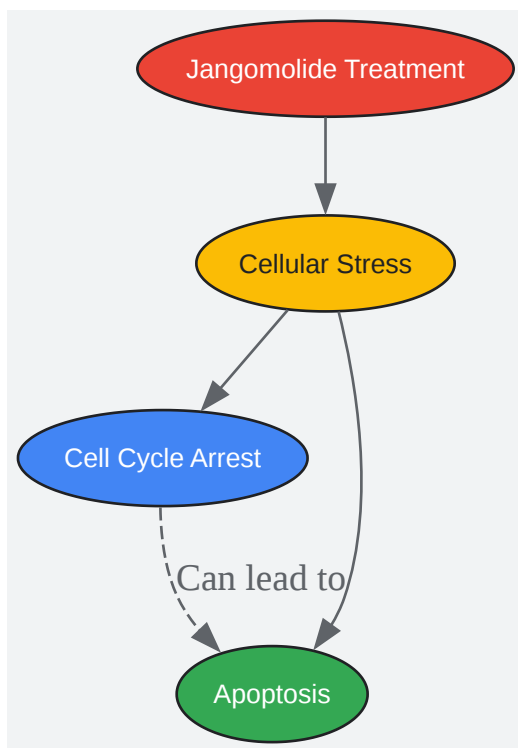 Jangomolide Treatment
Cellular Stress
Cell Cycle Arrest
Can lead to
Apoptosis